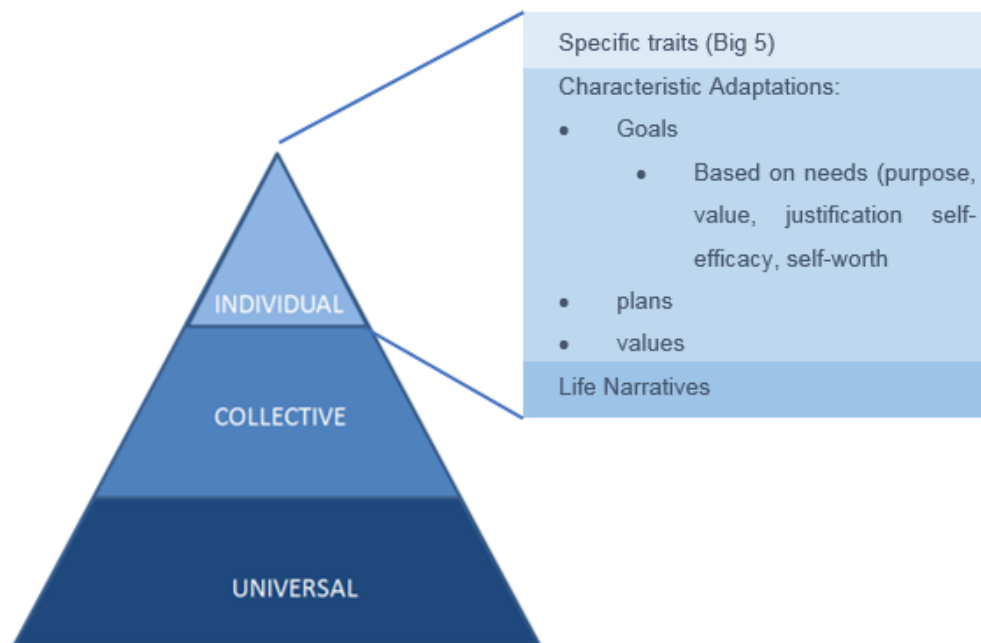 Specific traits (Big 5)
Characteristic Adaptations:
• Goals
• Based on needs (purpose,
value, justification self-
efficacy, self-worth
• plans
• values
Life Narratives
INDIVIDUAL
COLLECTIVE
UNIVERSAL